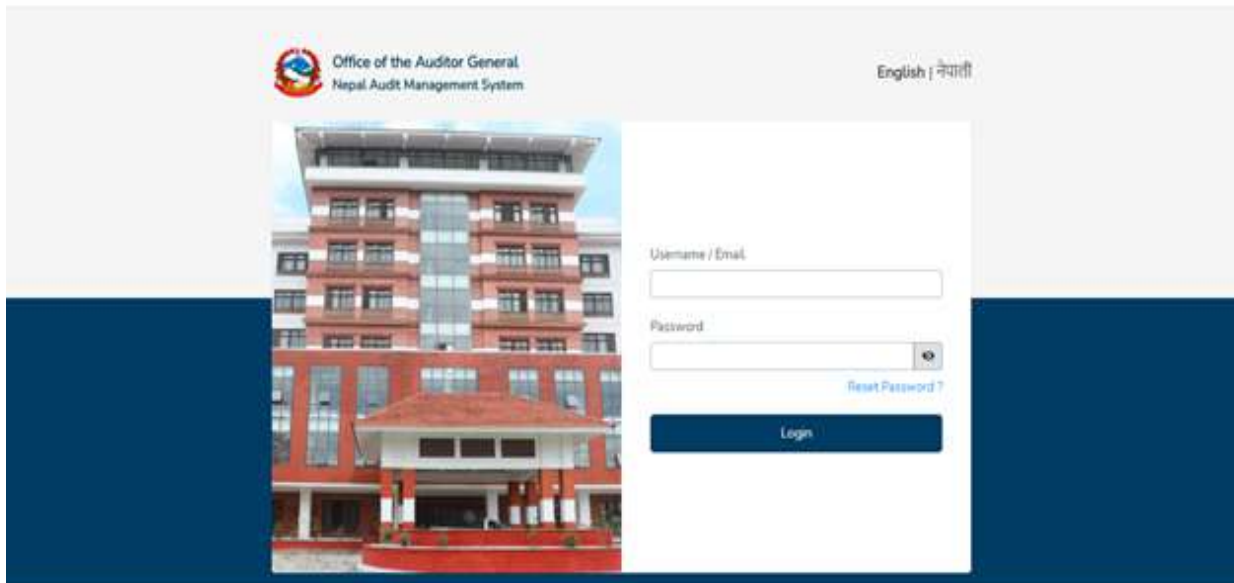 Office of the Auditor General
Nepal Audit Management System
English | नेपाली
Username / Email
Password
Reset Password ?
Login